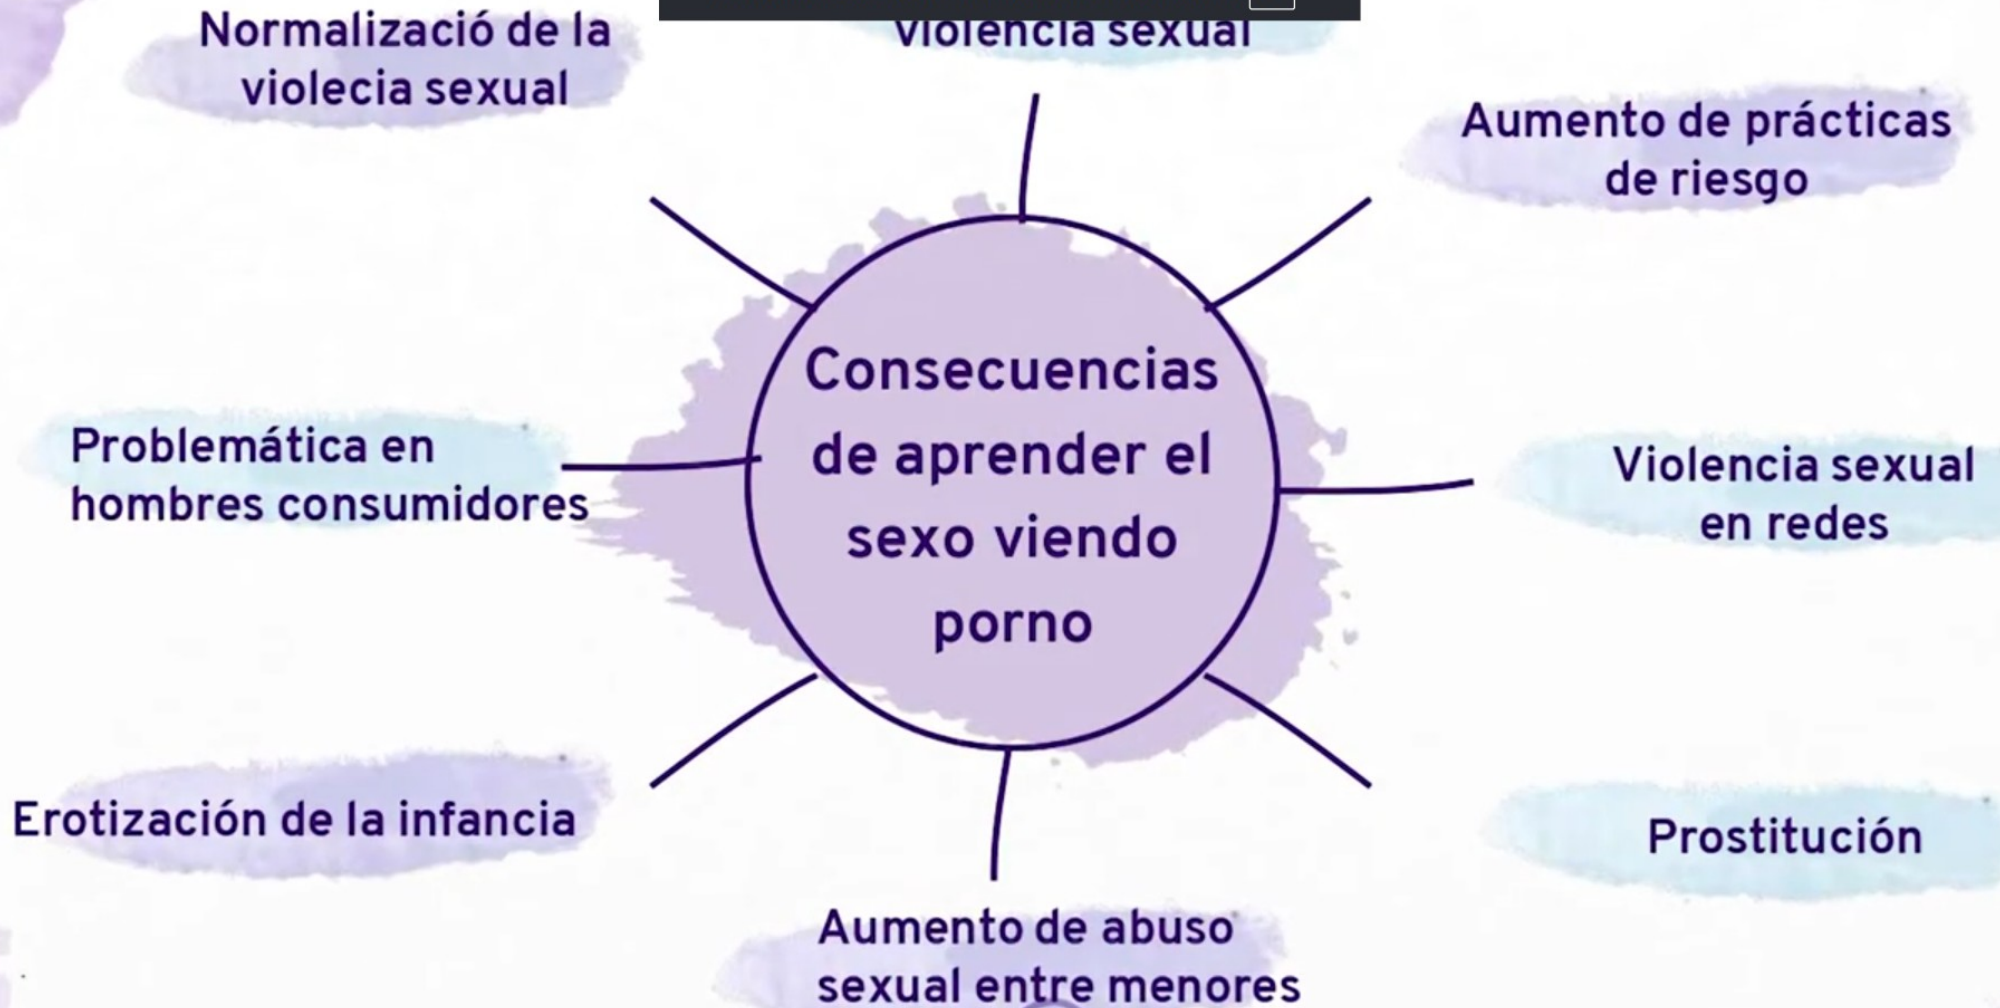 Normalizació de la
violecia sexual
violencia sexual
Aumento de prácticas
de riesgo
Consecuencias
de aprender el
sexo viendo
porno
Problemática en
hombres consumidores
Violencia sexual
en redes
Erotización de la infancia
Prostitución
Aumento de abuso
sexual entre menores